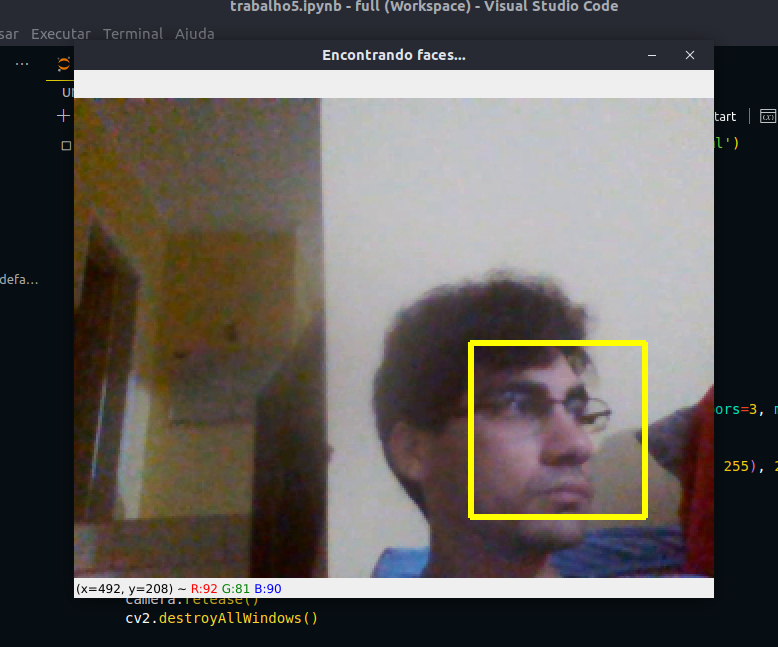 trabalho5.ipynb - full (Workspace) - Visual Studio Code
sar Executar Terminal Ajuda
Encontrando faces...
...
tart
l')
defa...
ors=3,
255), 2
(x=492, y=208) ~ R:92 G:81 B:90
camera.release()
cv2.destroyAllWindows()